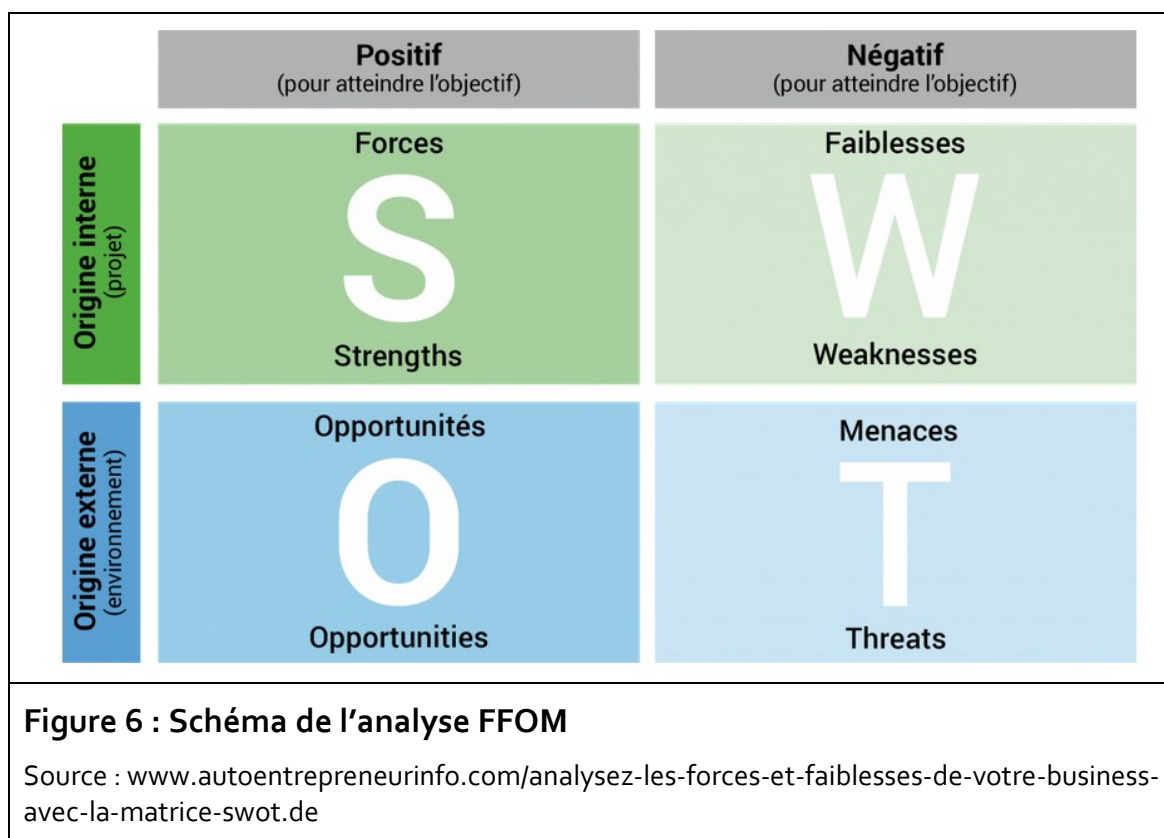 Positif
(pour atteindre l'objectif)
Négatif
(pour atteindre l'objectif)
Origine interne
(projet)
Forces
S
Strengths
Faiblesses
W
Weaknesses
Origine externe
(environnement)
Opportunités
O
Opportunities
Menaces
T
Threats
Figure 6 : Schéma de l'analyse FFOM
Source : www.autoentrepreneurinfo.com/analysez-les-forces-et-faiblesses-de-votre-business-
avec-la-matrice-swot.de